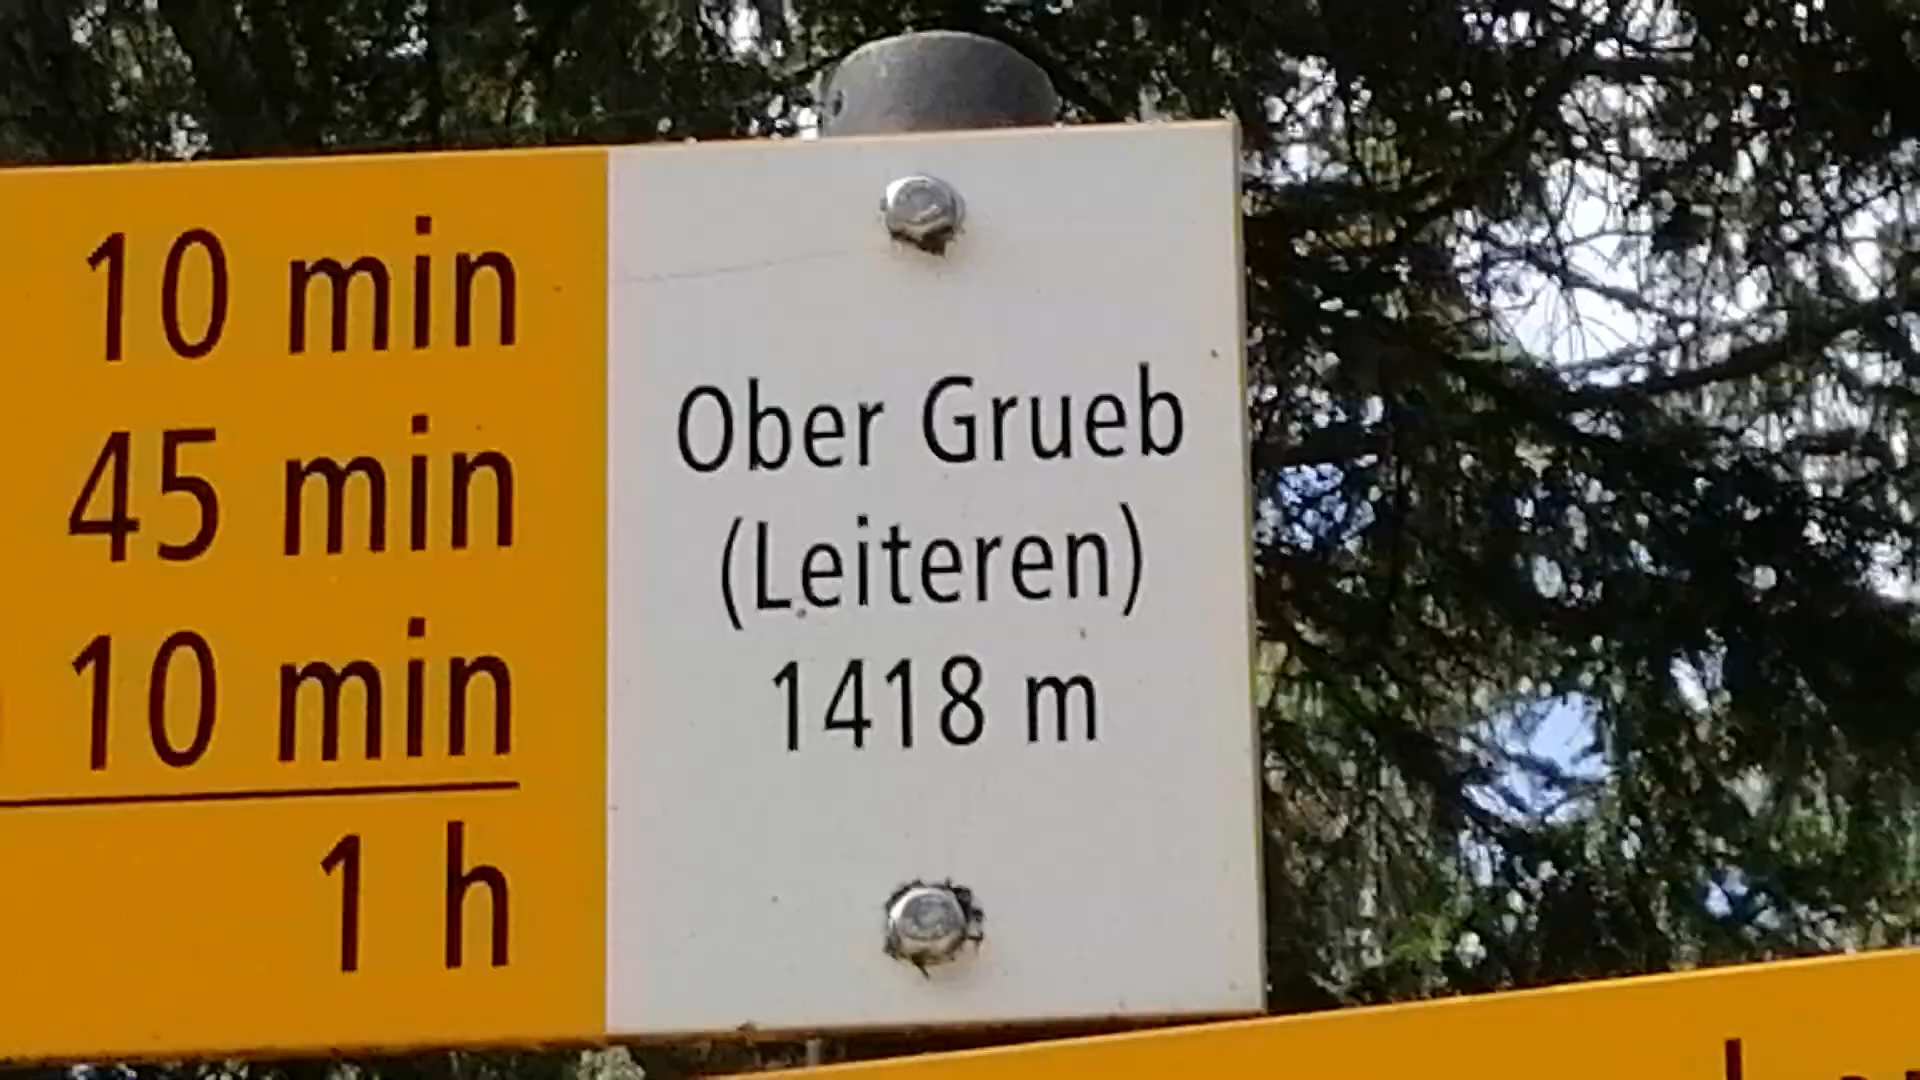 10 min
45 min
10 min
1 h
Ober Grueb
(Leiteren)
1418 m